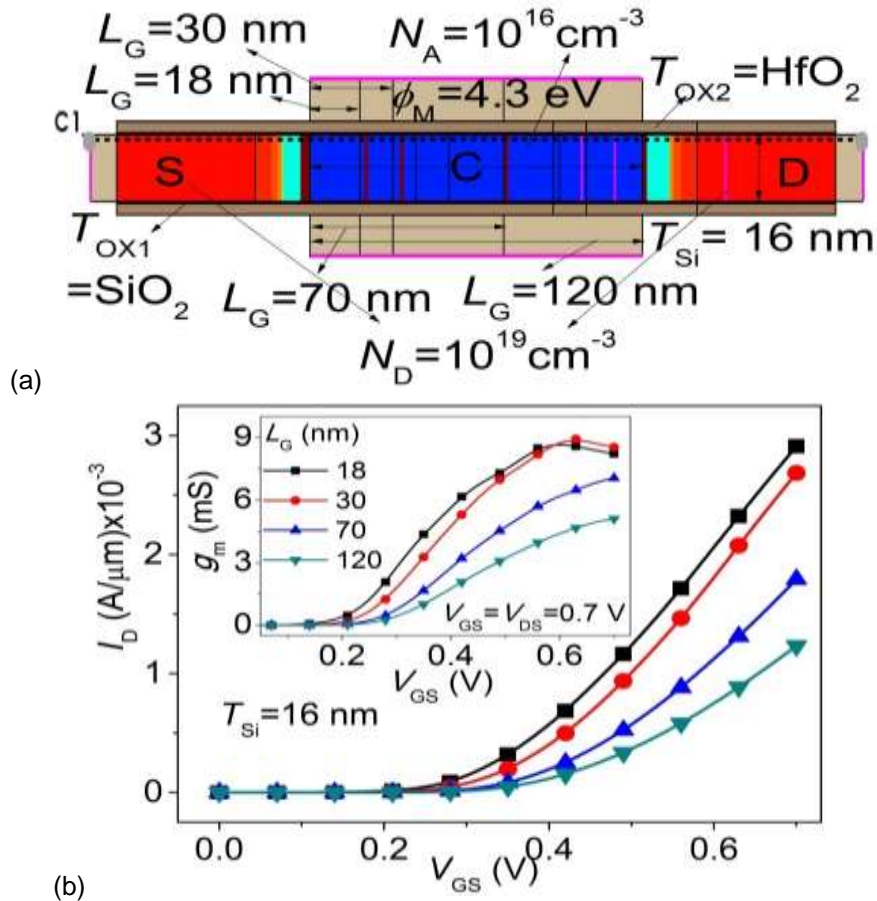 L_G=30 nm
N_A=10^16 cm^-3
T_OX2=HfO_2
L_G=18 nm
ϕ_M=4.3 eV
C1
S
C
D
T_OX1
=SiO_2
T_Si= 16 nm
L_G=70 nm
L_G=120 nm
N_D=10^19 cm^-3
(a)
3
2
1
0
I_D (A/μm)x10^-3
9
6
3
0
g_m (mS)
L_G (nm)
18
30
70
120
V_GS=V_DS=0.7 V
0.2 0.4 0.6
V_GS (V)
T_Si=16 nm
0.0 0.2 0.4 0.6
V_GS (V)
(b)